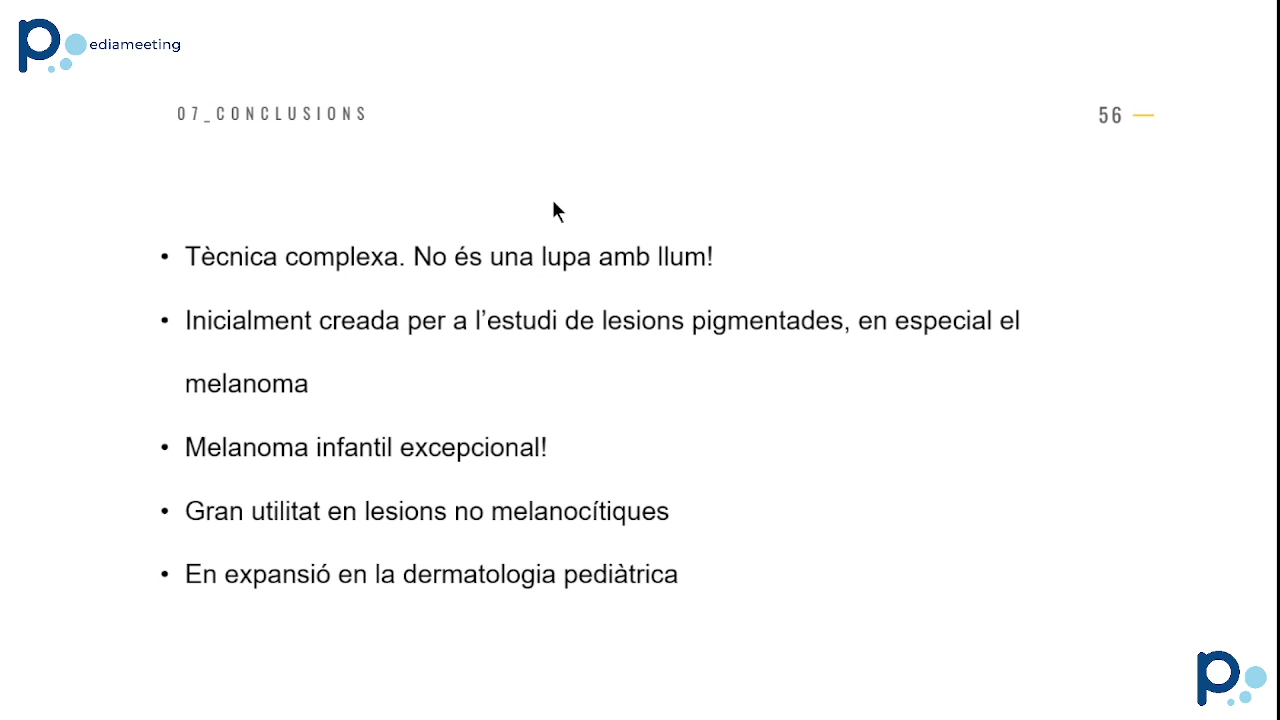 ediameeting
07_CONCLUSIONS
56
• Tècnica complexa. No és una lupa amb llum!
• Inicialment creada per a l’estudi de lesions pigmentades, en especial el
melanoma
• Melanoma infantil excepcional!
• Gran utilitat en lesions no melanocítiques
• En expansió en la dermatologia pediàtrica